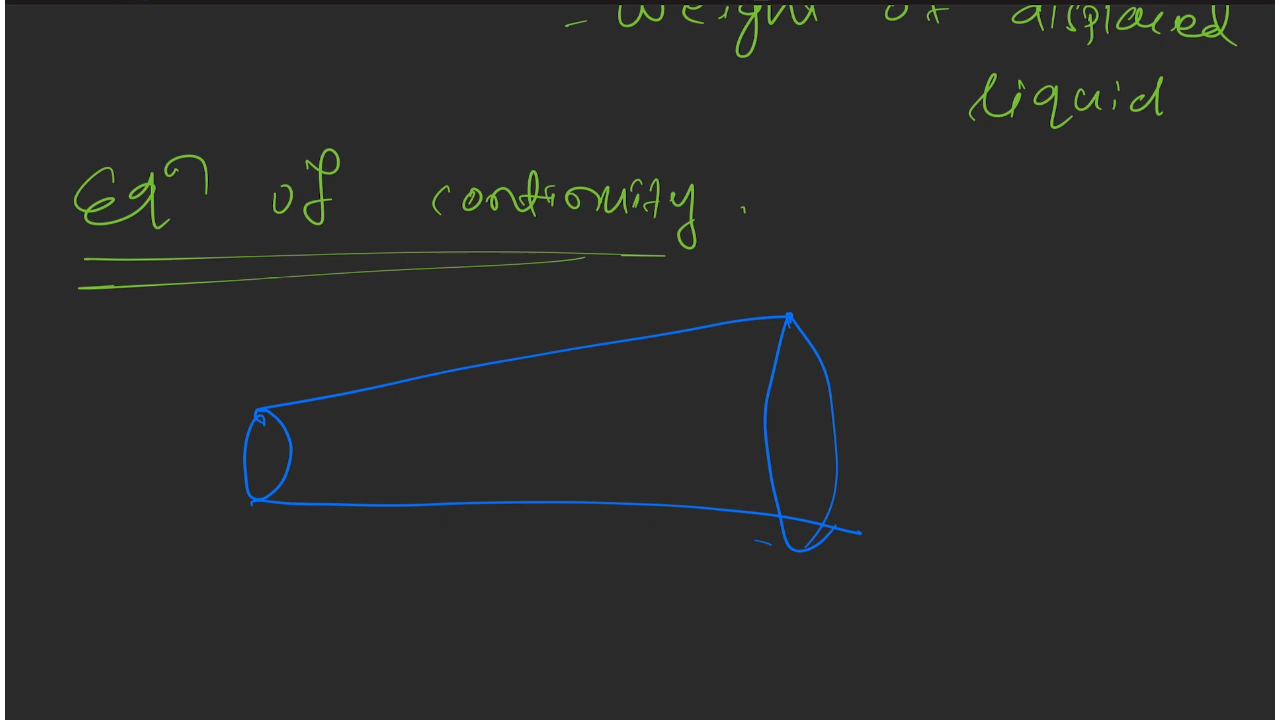 - weight of displaced
liquid
Eqⁿ of continuity.